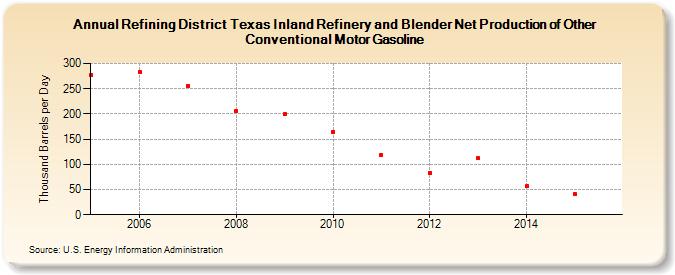 Annual Refining District Texas Inland Refinery and Blender Net Production of Other
Conventional Motor Gasoline
Thousand Barrels per Day
300
250
200
150
100
50
0
2006 2008 2010 2012 2014
Source: U.S. Energy Information Administration